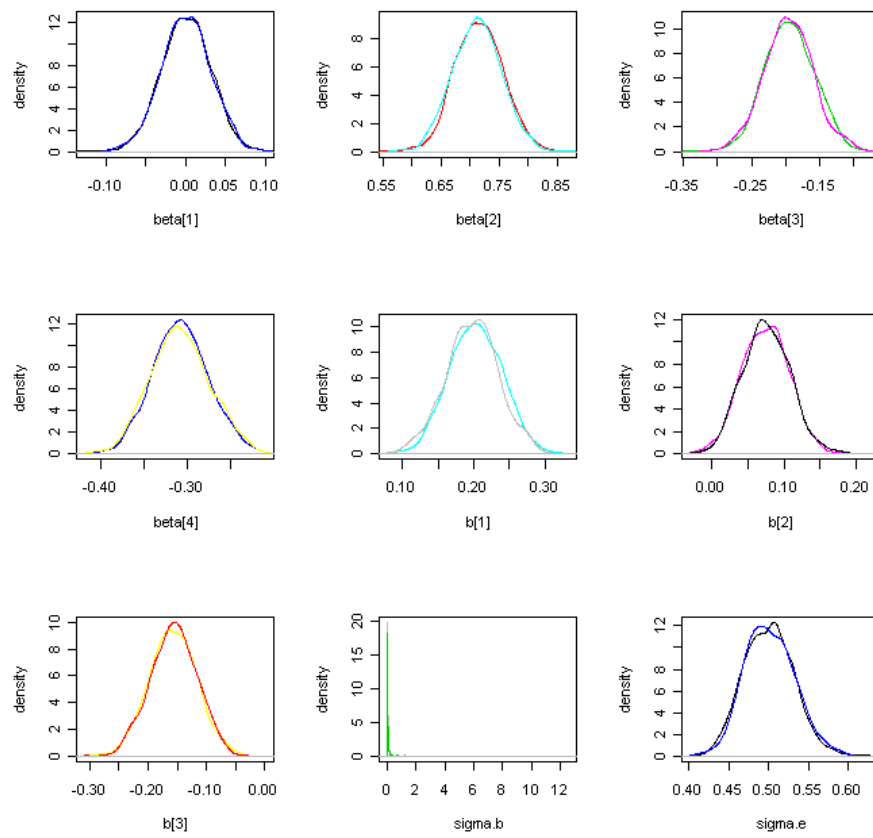 density
0 2 4 6 8 12
-0.10 0.00 0.05 0.10
beta[1]
density
0 2 4 6 8
0.55 0.65 0.75 0.85
beta[2]
density
0 2 4 6 8 10
-0.35 -0.25 -0.15
beta[3]
density
0 2 4 6 8 12
-0.40 -0.30
beta[4]
density
0 2 4 6 8 10
0.10 0.20 0.30
b[1]
density
0 2 4 6 8 10 12
0.00 0.10 0.20
b[2]
density
0 2 4 6 8 10
-0.30 -0.20 -0.10 0.00
b[3]
density
0 5 10 15 20
0 2 4 6 8 12
sigma.b
density
0 2 4 6 8 12
0.40 0.45 0.50 0.55 0.60
sigma.e